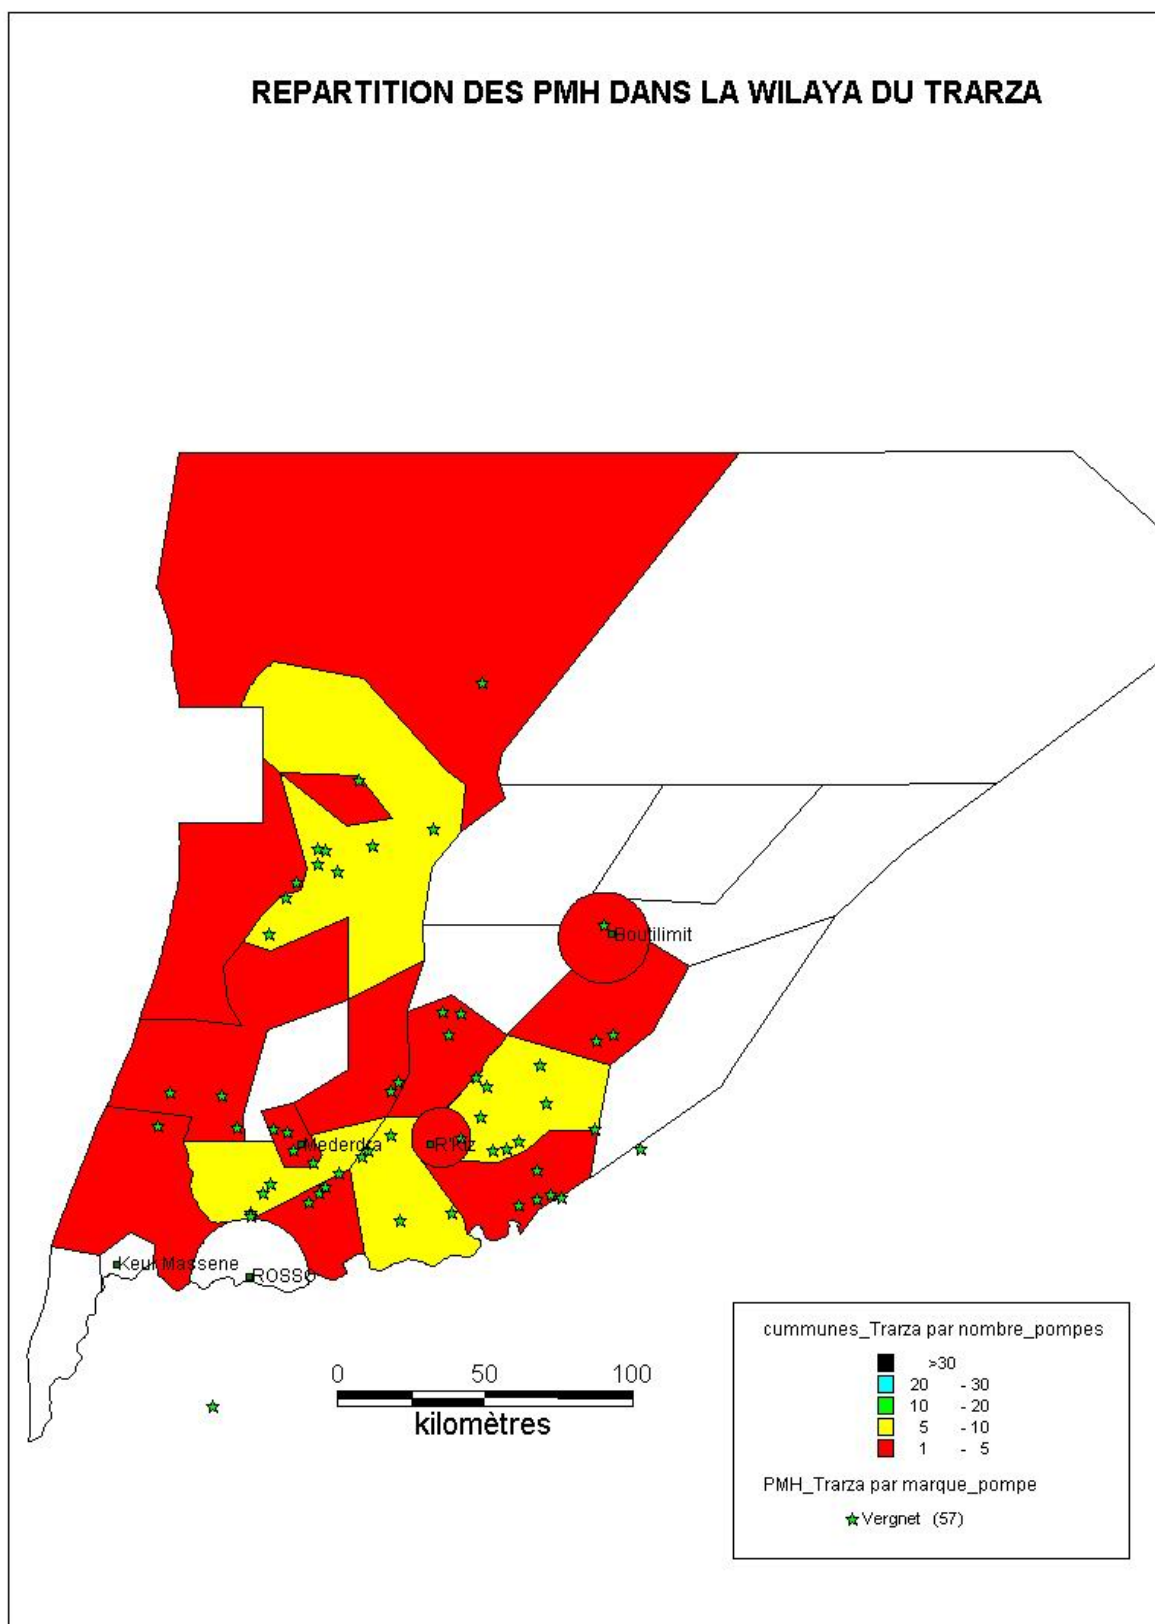 REPARTITION DES PMH DANS LA WILAYA DU TRARZA
Boutilimit
Mederdra
R'Kiz
Keur Massene
ROSSO
0 50 100
kilomètres
cummunes_Trarza par nombre_pompes
>30
20 - 30
10 - 20
5 - 10
1 - 5
PMH_Trarza par marque_pompe
Vergnet (57)